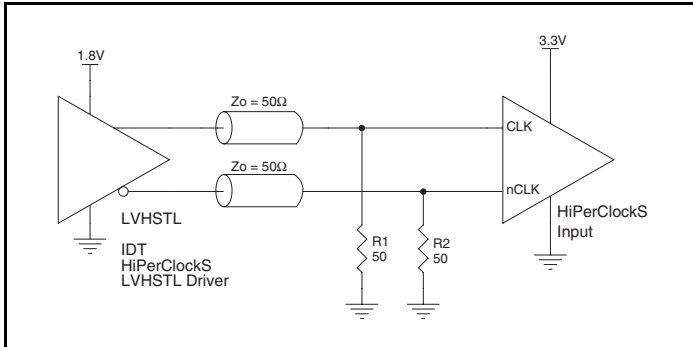 1.8V
3.3V
Zo = 50Ω
CLK
Zo = 50Ω
nCLK
LVHSTL
IDT
HiPerClockS
LVHSTL Driver
R1
50
R2
50
HiPerClockS
Input